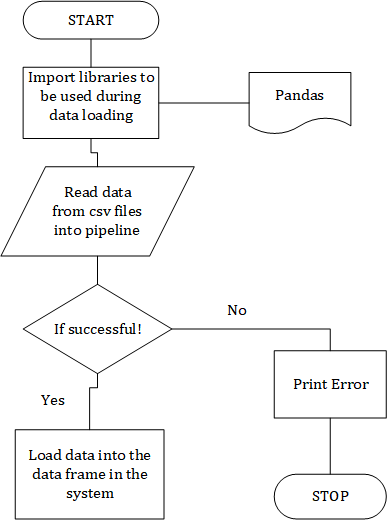 START
Import libraries to
be used during
data loading
Pandas
Read data
from csv files
into pipeline
If successful!
No
Yes
Print Error
Load data into the
data frame in the
system
STOP